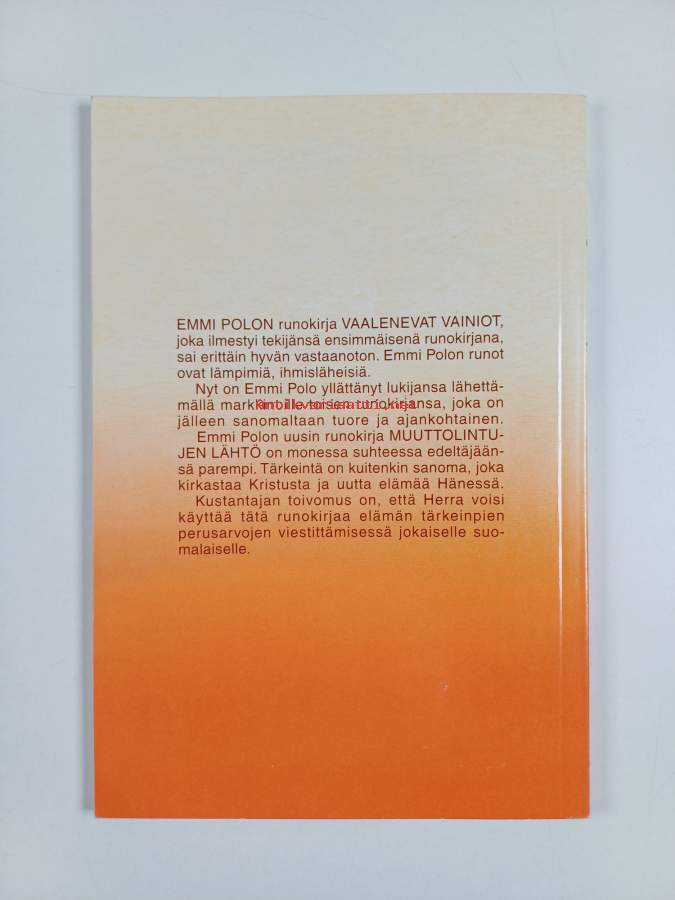 EMMI POLON runokirja VAALENEVAT VAINIOT,
joka ilmestyi tekijänsä ensimmäisenä runokirjana,
sai erittäin hyvän vastaanoton. Emmi Polon runot
ovat lämpimiä, ihmisläheisiä.
Nyt on Emmi Polo yllättänyt lukijansa lähettä-
mällä markkinoille toisen runokirjansa, joka on
jälleen sanomaltaan tuore ja ajankohtainen.
Emmi Polon uusin runokirja MUUTTOLINTU-
JEN LÄHTÖ on monessa suhteessa edeltäjään-
sä parempi. Tärkeintä on kuitenkin sanoma, joka
kirkastaa Kristusta ja uutta elämää Hänessä.
Kustantajan toivomus on, että Herra voisi
käyttää tätä runokirjaa elämän tärkeinpien
perusarvojen viestittämisessä jokaiselle suo-
malaiselle.